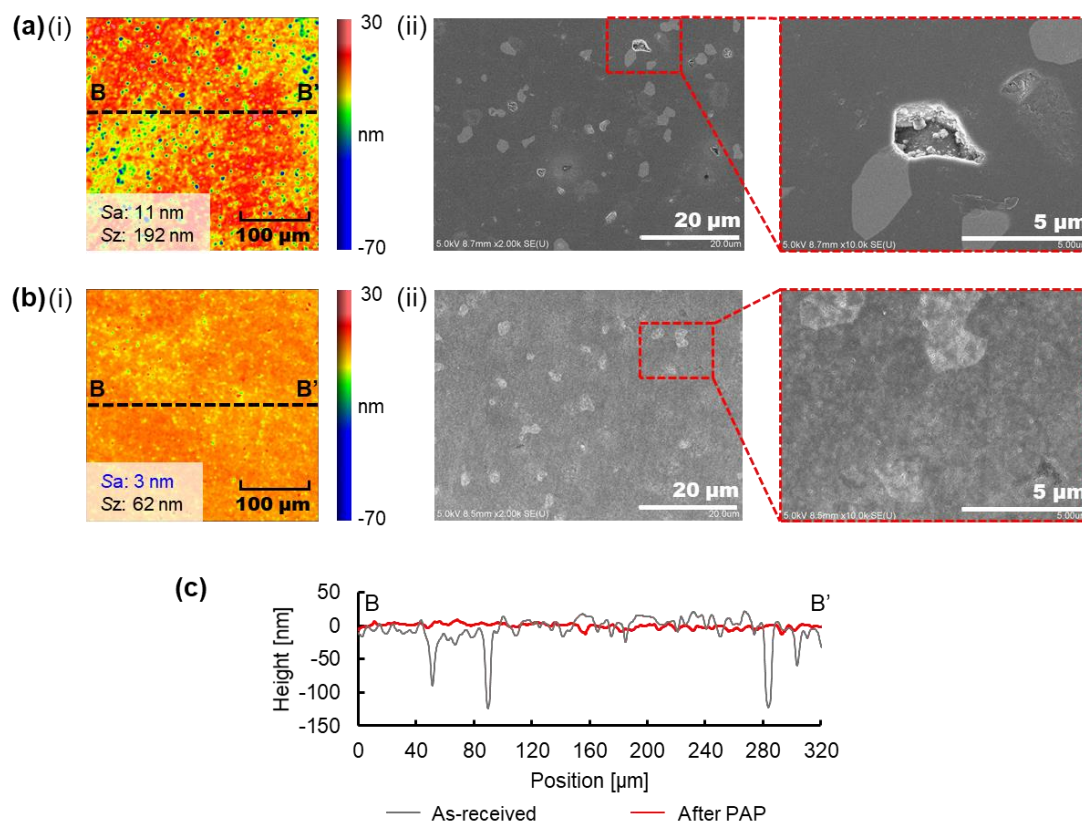 (a) (i)
30
nm
-70
B
B'
Sa: 11 nm
Sz: 192 nm
100 µm
(ii)
20 µm
5.0kV 8.7mm x2.00k SE(U)
20.0um
5 µm
5.0kV 8.7mm x10.0k SE(U)
5.00um
(b) (i)
30
nm
-70
B
B'
Sa: 3 nm
Sz: 62 nm
100 µm
(ii)
20 µm
5.0kV 8.5mm x2.00k SE(U)
20.0um
5 µm
5.0kV 8.5mm x10.0k SE(U)
5.00um
(c)
Height [nm]
50
0
-50
-100
-150
B
B'
0 40 80 120 160 200 240 280 320
Position [µm]
As-received
After PAP